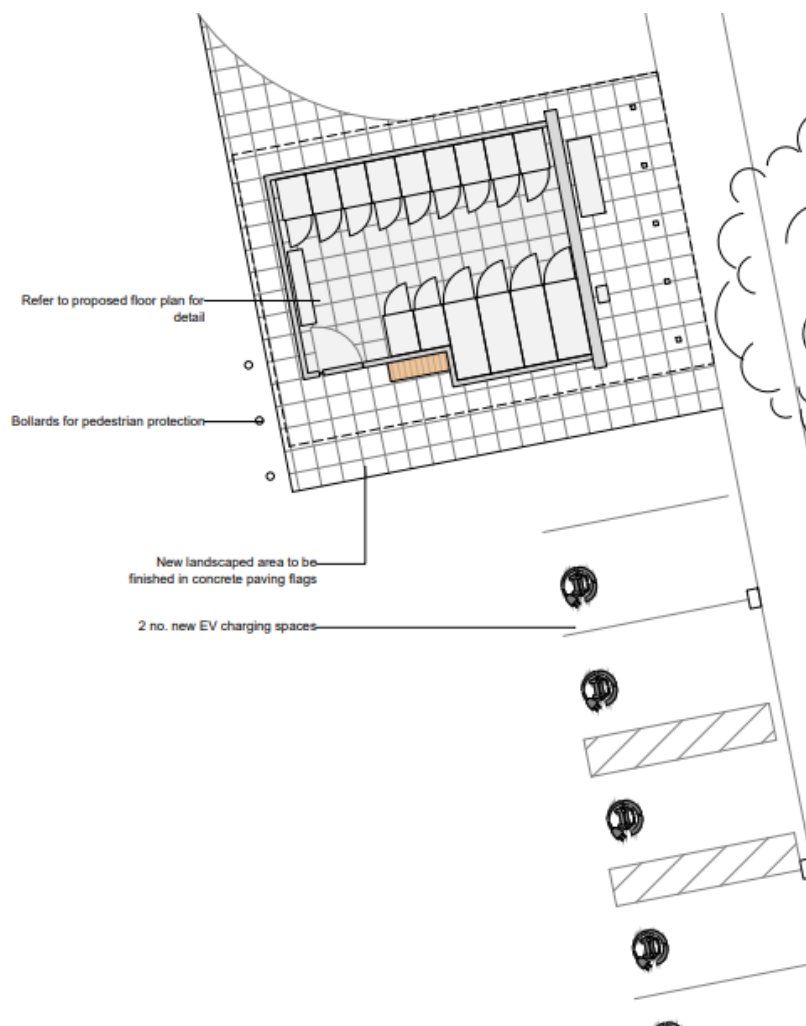 Refer to proposed floor plan for
detail
Bollards for pedestrian protection
New landscaped area to be
finished in concrete paving flags
2 no. new EV charging spaces